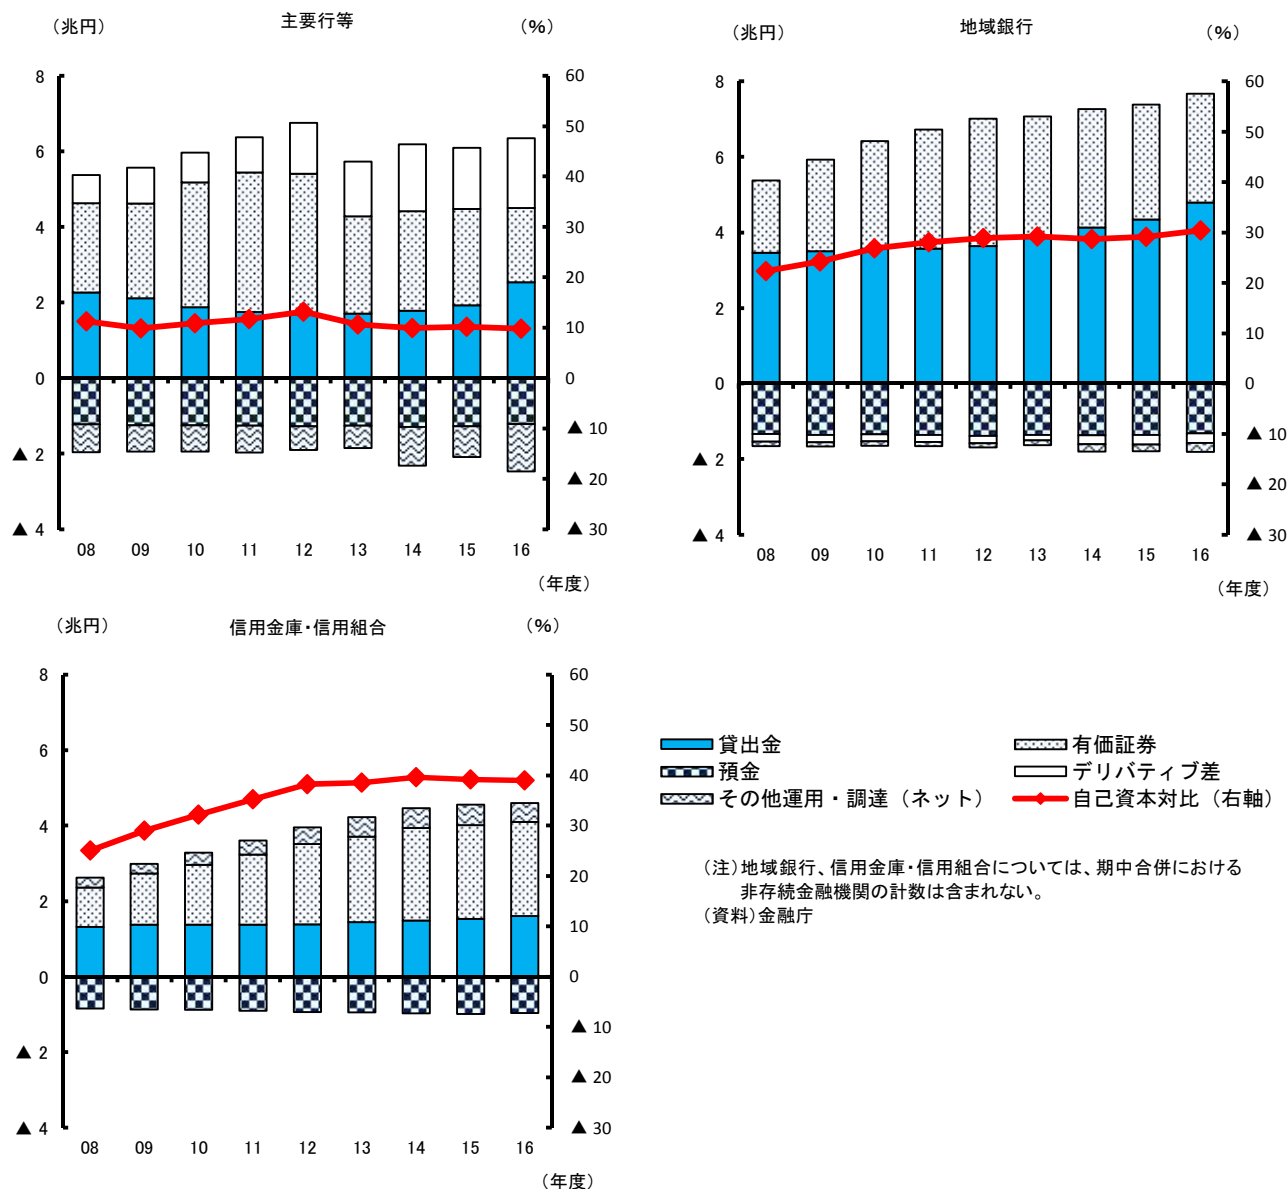 主要行等
（兆円）
（%）
8
6
4
2
0
▲ 2
▲ 4
60
50
40
30
20
10
0
▲ 10
▲ 20
▲ 30
08 09 10 11 12 13 14 15 16
（年度）
地域銀行
（兆円）
（%）
8
6
4
2
0
▲ 2
▲ 4
60
50
40
30
20
10
0
▲ 10
▲ 20
▲ 30
08 09 10 11 12 13 14 15 16
（年度）
（兆円）
信用金庫・信用組合
（%）
8
6
4
2
0
▲ 2
▲ 4
60
50
40
30
20
10
0
▲ 10
▲ 20
▲ 30
08 09 10 11 12 13 14 15 16
（年度）
貸出金
有価証券
預金
デリバティブ差
その他運用・調達（ネット）
自己資本対比（右軸）
（注）地域銀行、信用金庫・信用組合については、期中合併における
非存続金融機関の計数は含まれない。
（資料）金融庁